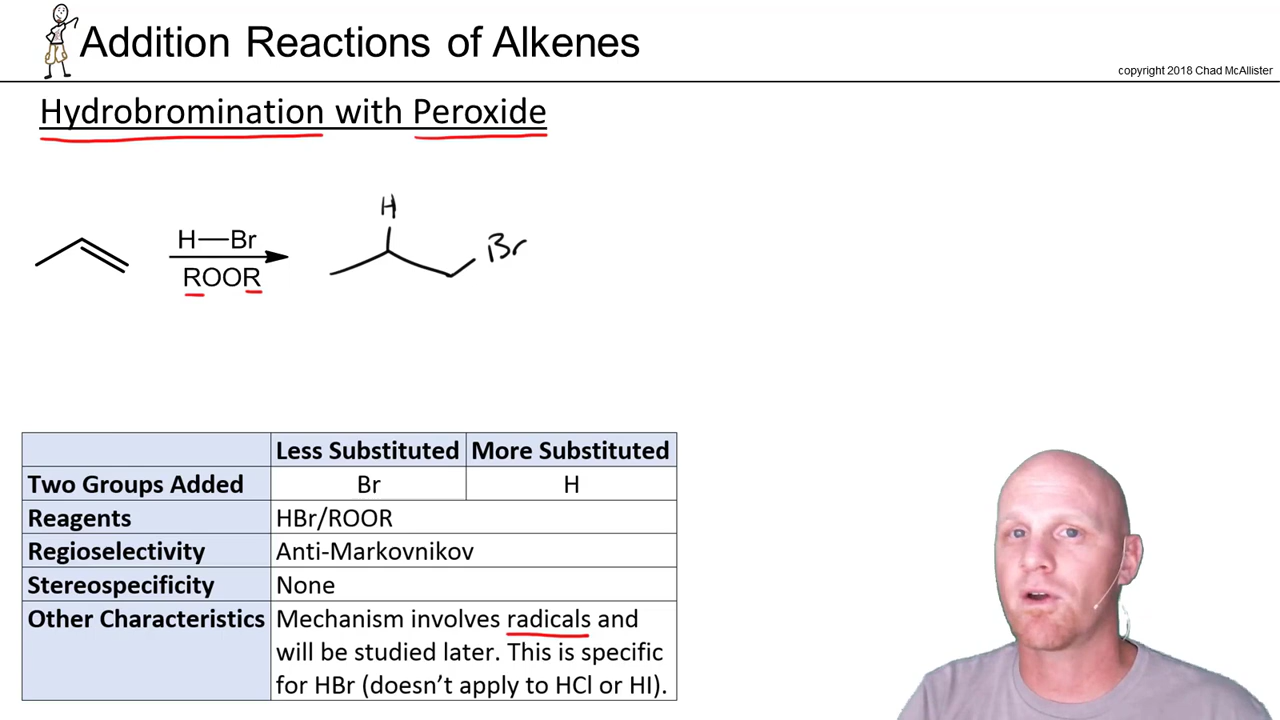 Addition Reactions of Alkenes
copyright 2018 Chad McAllister
Hydrobromination with Peroxide
H
H—Br
Br
ROOR
Less Substituted More Substituted
Two Groups Added Br H
Reagents HBr/ROOR
Regioselectivity Anti-Markovnikov
Stereospecificity None
Other Characteristics Mechanism involves radicals and
will be studied later. This is specific
for HBr (doesn’t apply to HCl or HI).